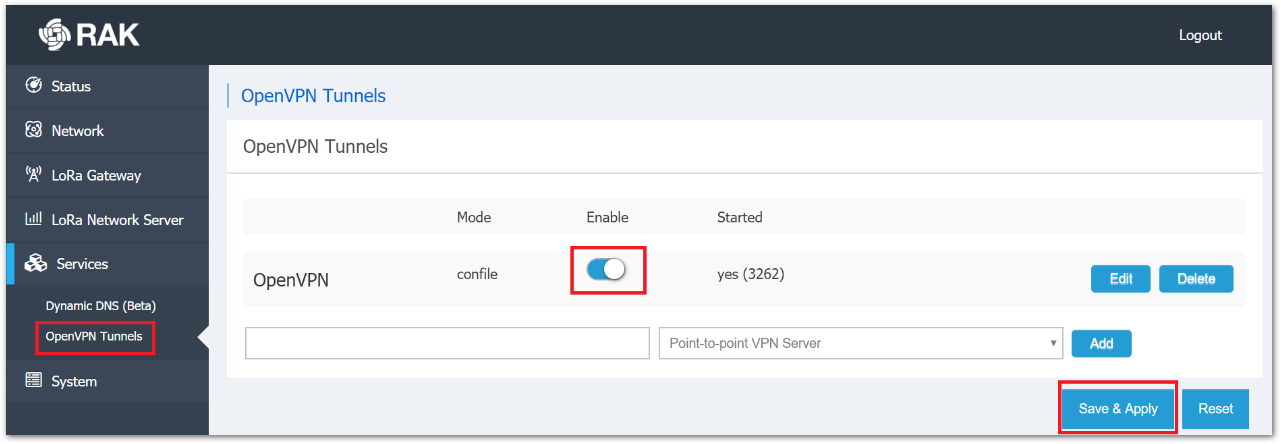 RAK
Logout
Status
Network
LoRa Gateway
LoRa Network Server
Services
Dynamic DNS (Beta)
OpenVPN Tunnels
System
OpenVPN Tunnels
OpenVPN Tunnels
Mode Enable Started
OpenVPN confile yes (3262) Edit Delete
Point-to-point VPN Server Add
Save & Apply Reset